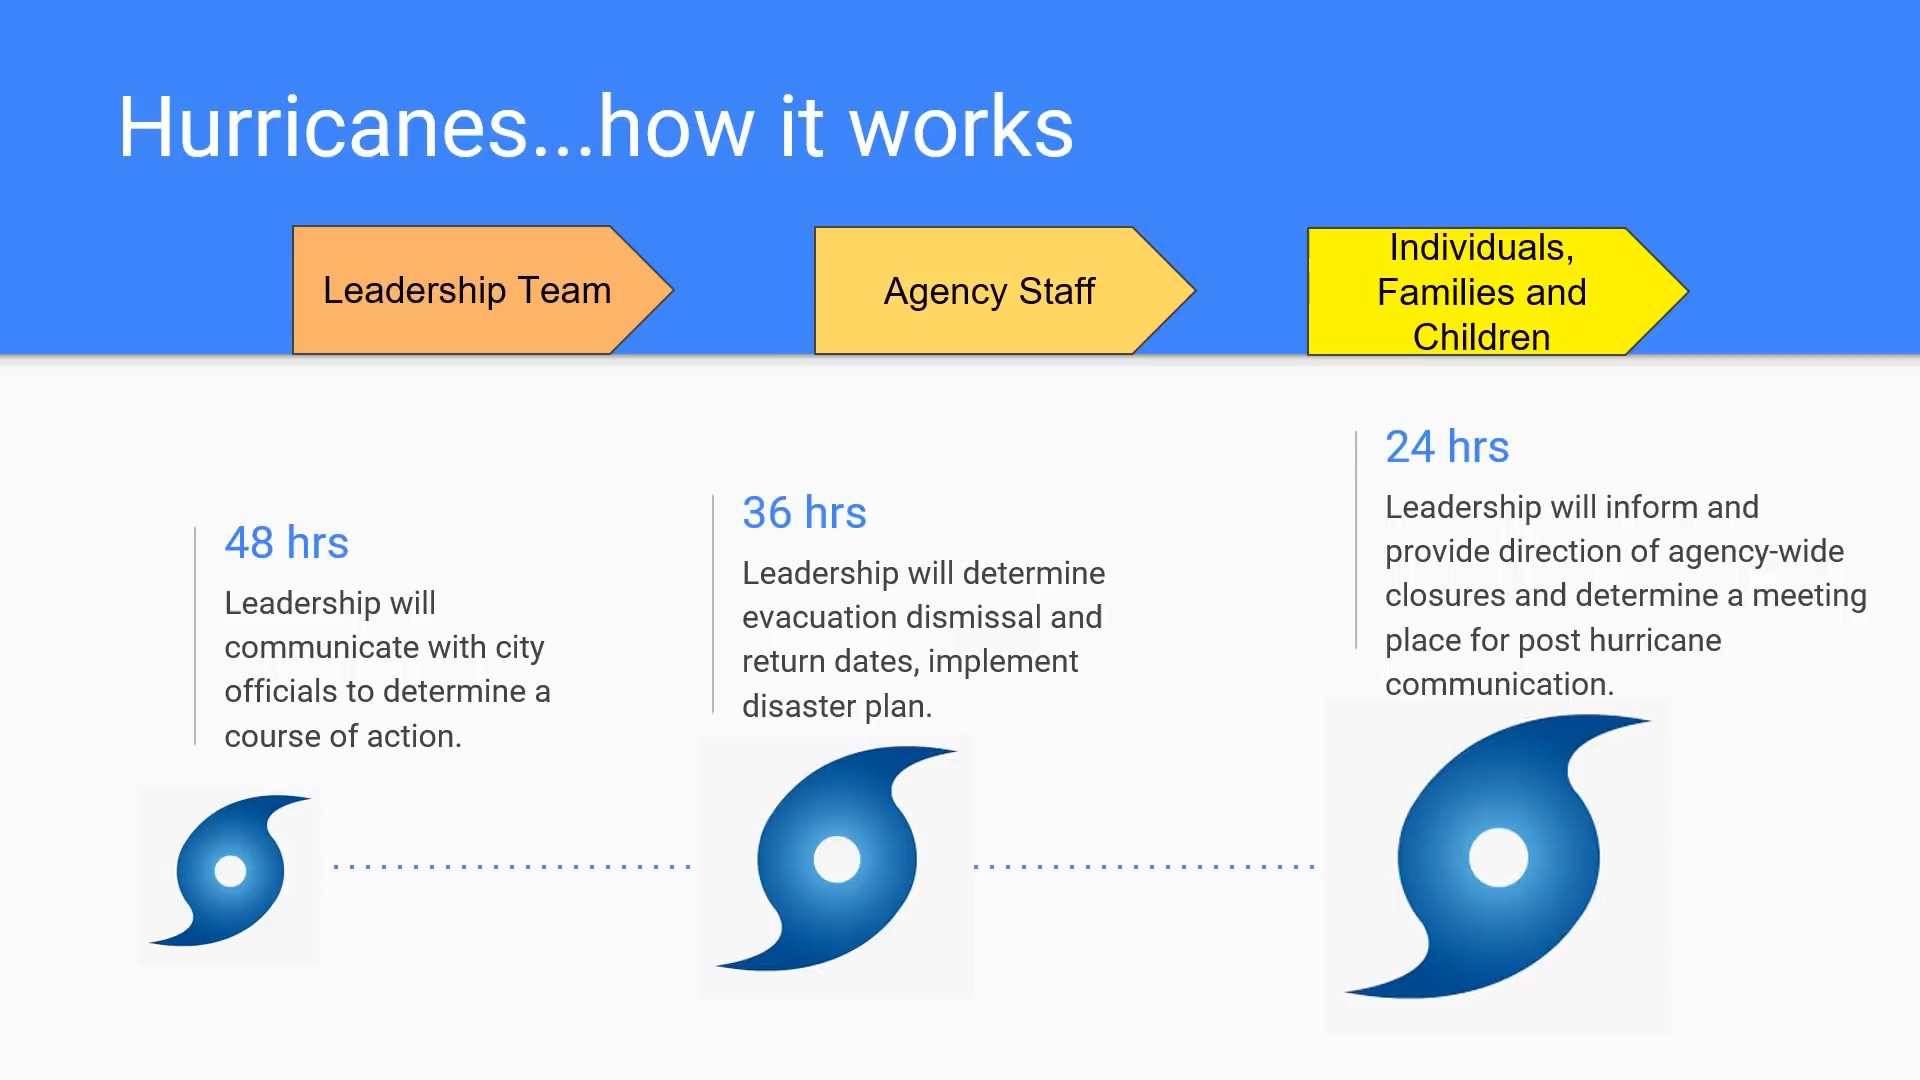 Hurricanes...how it works
Leadership Team
Agency Staff
Individuals,
Families and
Children
48 hrs
Leadership will
communicate with city
officials to determine a
course of action.
36 hrs
Leadership will determine
evacuation dismissal and
return dates, implement
disaster plan.
24 hrs
Leadership will inform and
provide direction of agency-wide
closures and determine a meeting
place for post hurricane
communication.